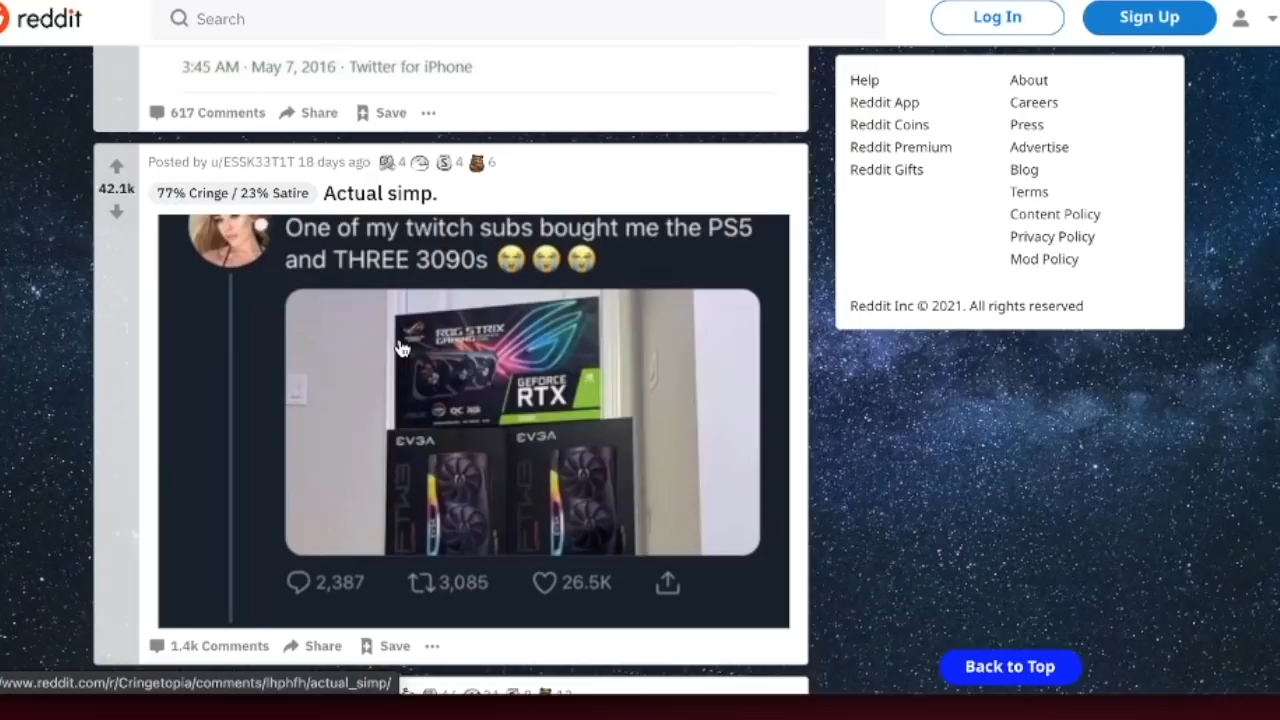 reddit
Search
Log In
Sign Up
3:45 AM · May 7, 2016 · Twitter for iPhone
617 Comments
Share
Save
Posted by u/ESSK33T1T 18 days ago
4
4
6
42.1k
77% Cringe / 23% Satire
Actual simp.
One of my twitch subs bought me the PS5
and THREE 3090s 😭😭😭
ROG STRIX
GAMING
GEFORCE
RTX
EVGA
EVGA
2,387
3,085
26.5K
1.4k Comments
Share
Save
/www.reddit.com/r/Cringetopia/comments/lhphfh/actual_simp/
Help
About
Reddit App
Careers
Reddit Coins
Press
Reddit Premium
Advertise
Reddit Gifts
Blog
Terms
Content Policy
Privacy Policy
Mod Policy
Reddit Inc © 2021. All rights reserved
Back to Top